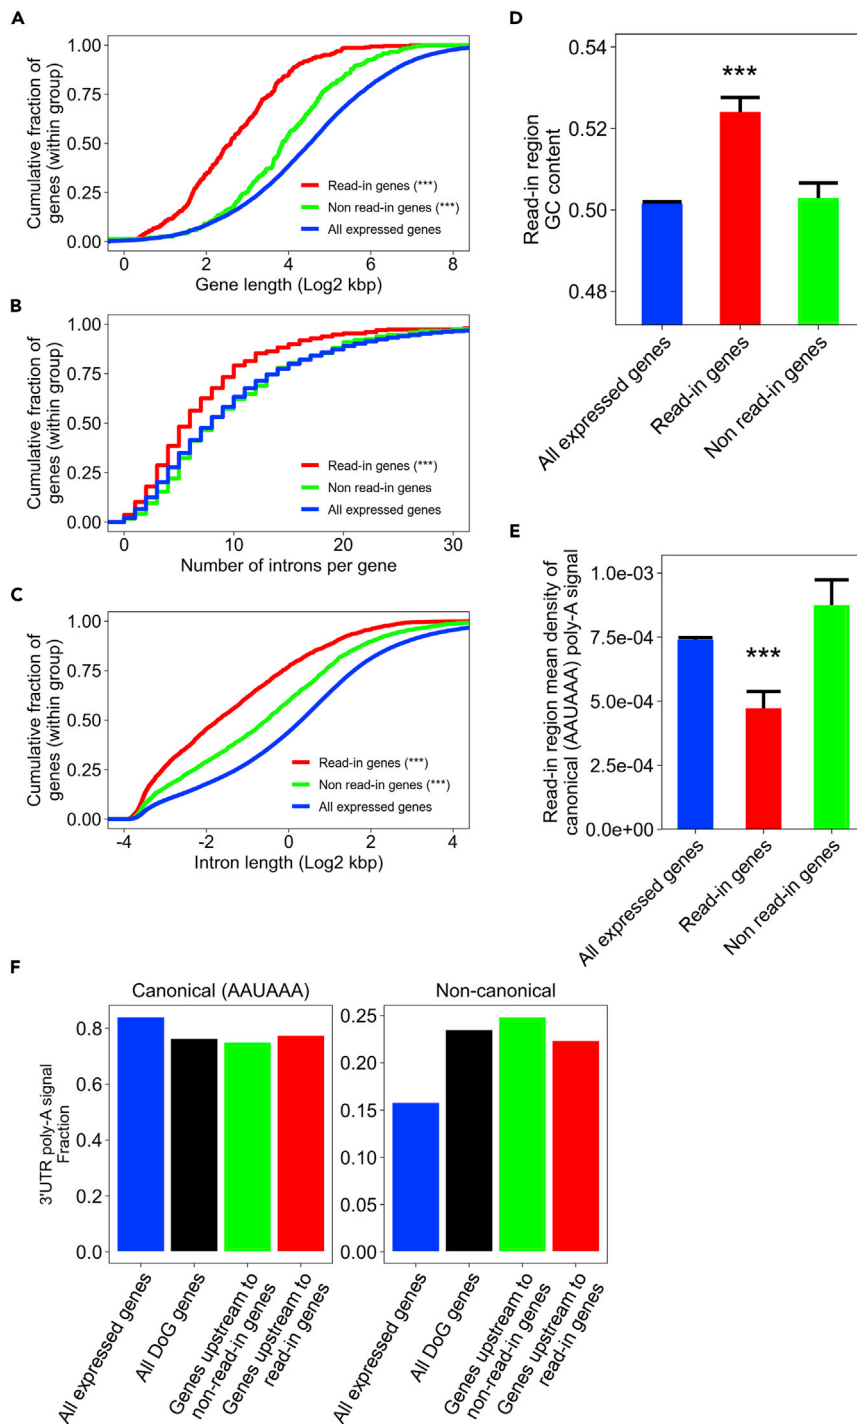 A
Cumulative fraction of
genes (within group)
1.00
0.75
0.50
0.25
0.00
Read-in genes (***)
Non read-in genes (***)
All expressed genes
0 2 4 6 8
Gene length (Log2 kbp)
B
Cumulative fraction of
genes (within group)
1.00
0.75
0.50
0.25
0.00
Read-in genes (***)
Non read-in genes
All expressed genes
0 10 20 30
Number of introns per gene
C
Cumulative fraction of
genes (within group)
1.00
0.75
0.50
0.25
0.00
Read-in genes (***)
Non read-in genes (***)
All expressed genes
-4 -2 0 2 4
Intron length (Log2 kbp)
D
Read-in region
GC content
0.54
0.52
0.50
0.48
***
All expressed genes
Read-in genes
Non read-in genes
E
Read-in region mean density of
canonical (AAUAAA) poly-A signal
1.0e-03
7.5e-04
5.0e-04
2.5e-04
0.0e+00
***
All expressed genes
Read-in genes
Non read-in genes
F
Canonical (AAUAAA)
Non-canonical
3'UTR poly-A signal
Fraction
0.8
0.6
0.4
0.2
0.0
0.25
0.20
0.15
0.10
0.05
0.00
All expressed genes
All DoG genes
Genes upstream to
non-read-in genes
Genes upstream to
read-in genes
All expressed genes
All DoG genes
Genes upstream to
non-read-in genes
Genes upstream to
read-in genes